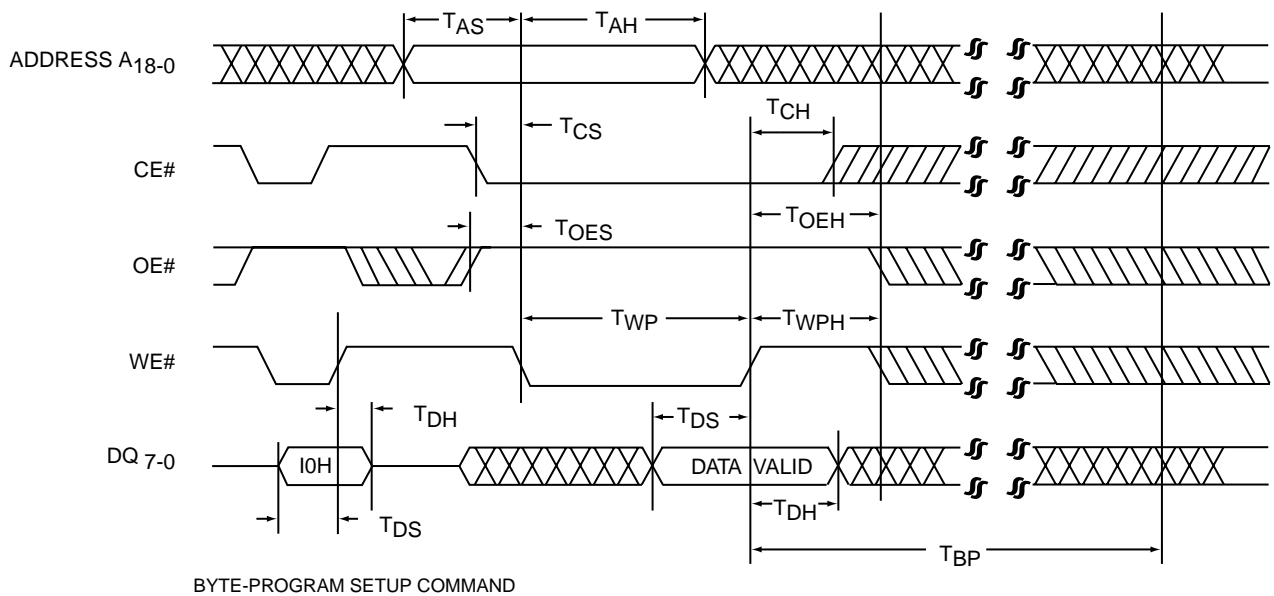 TAS TAH
ADDRESS A18-0
TCH
TCS
CE#
TOEH
TOES
OE#
TWP TWPH
WE#
TDH TDS
DQ 7-0
I0H DATA VALID
TDS TDH
TBP
BYTE-PROGRAM SETUP COMMAND